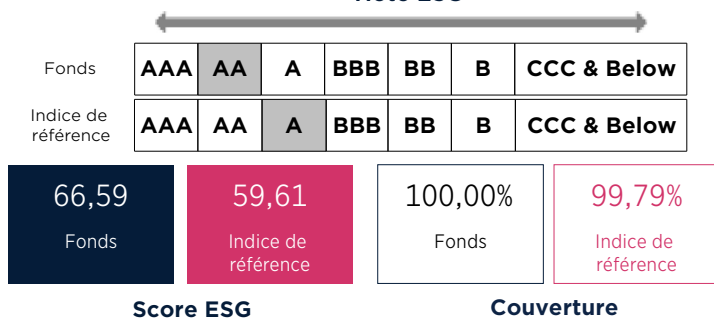 Fonds
AAA AA A BBB BB B CCC & Below
Indice de
référence
AAA AA A BBB BB B CCC & Below
66,59
Fonds
59,61
Indice de
référence
100,00%
Fonds
99,79%
Indice de
référence
Score ESG
Couverture